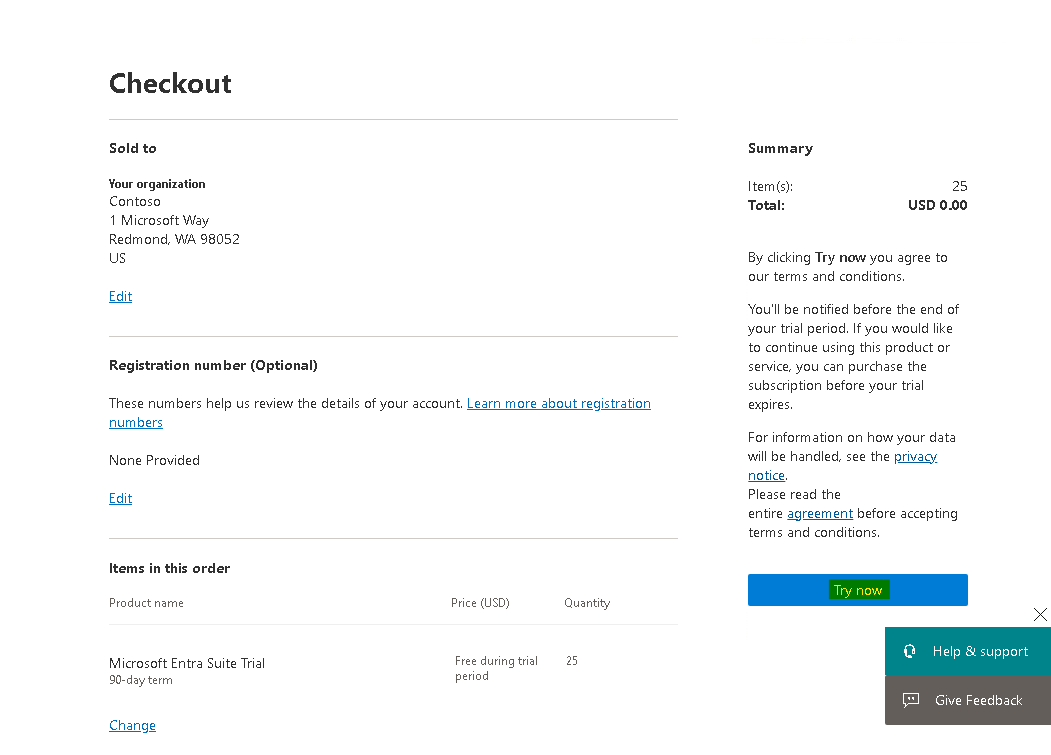 Checkout
Sold to
Your organization
Contoso
1 Microsoft Way
Redmond, WA 98052
US
Edit
Registration number (Optional)
These numbers help us review the details of your account. Learn more about registration
numbers
None Provided
Edit
Items in this order
Product name Price (USD) Quantity
Microsoft Entra Suite Trial Free during trial 25
90-day term period
Change
Summary
Item(s): 25
Total: USD 0.00
By clicking Try now you agree to
our terms and conditions.
You'll be notified before the end of
your trial period. If you would like
to continue using this product or
service, you can purchase the
subscription before your trial
expires.
For information on how your data
will be handled, see the privacy
notice.
Please read the
entire agreement before accepting
terms and conditions.
Try now
Help & support
Give Feedback